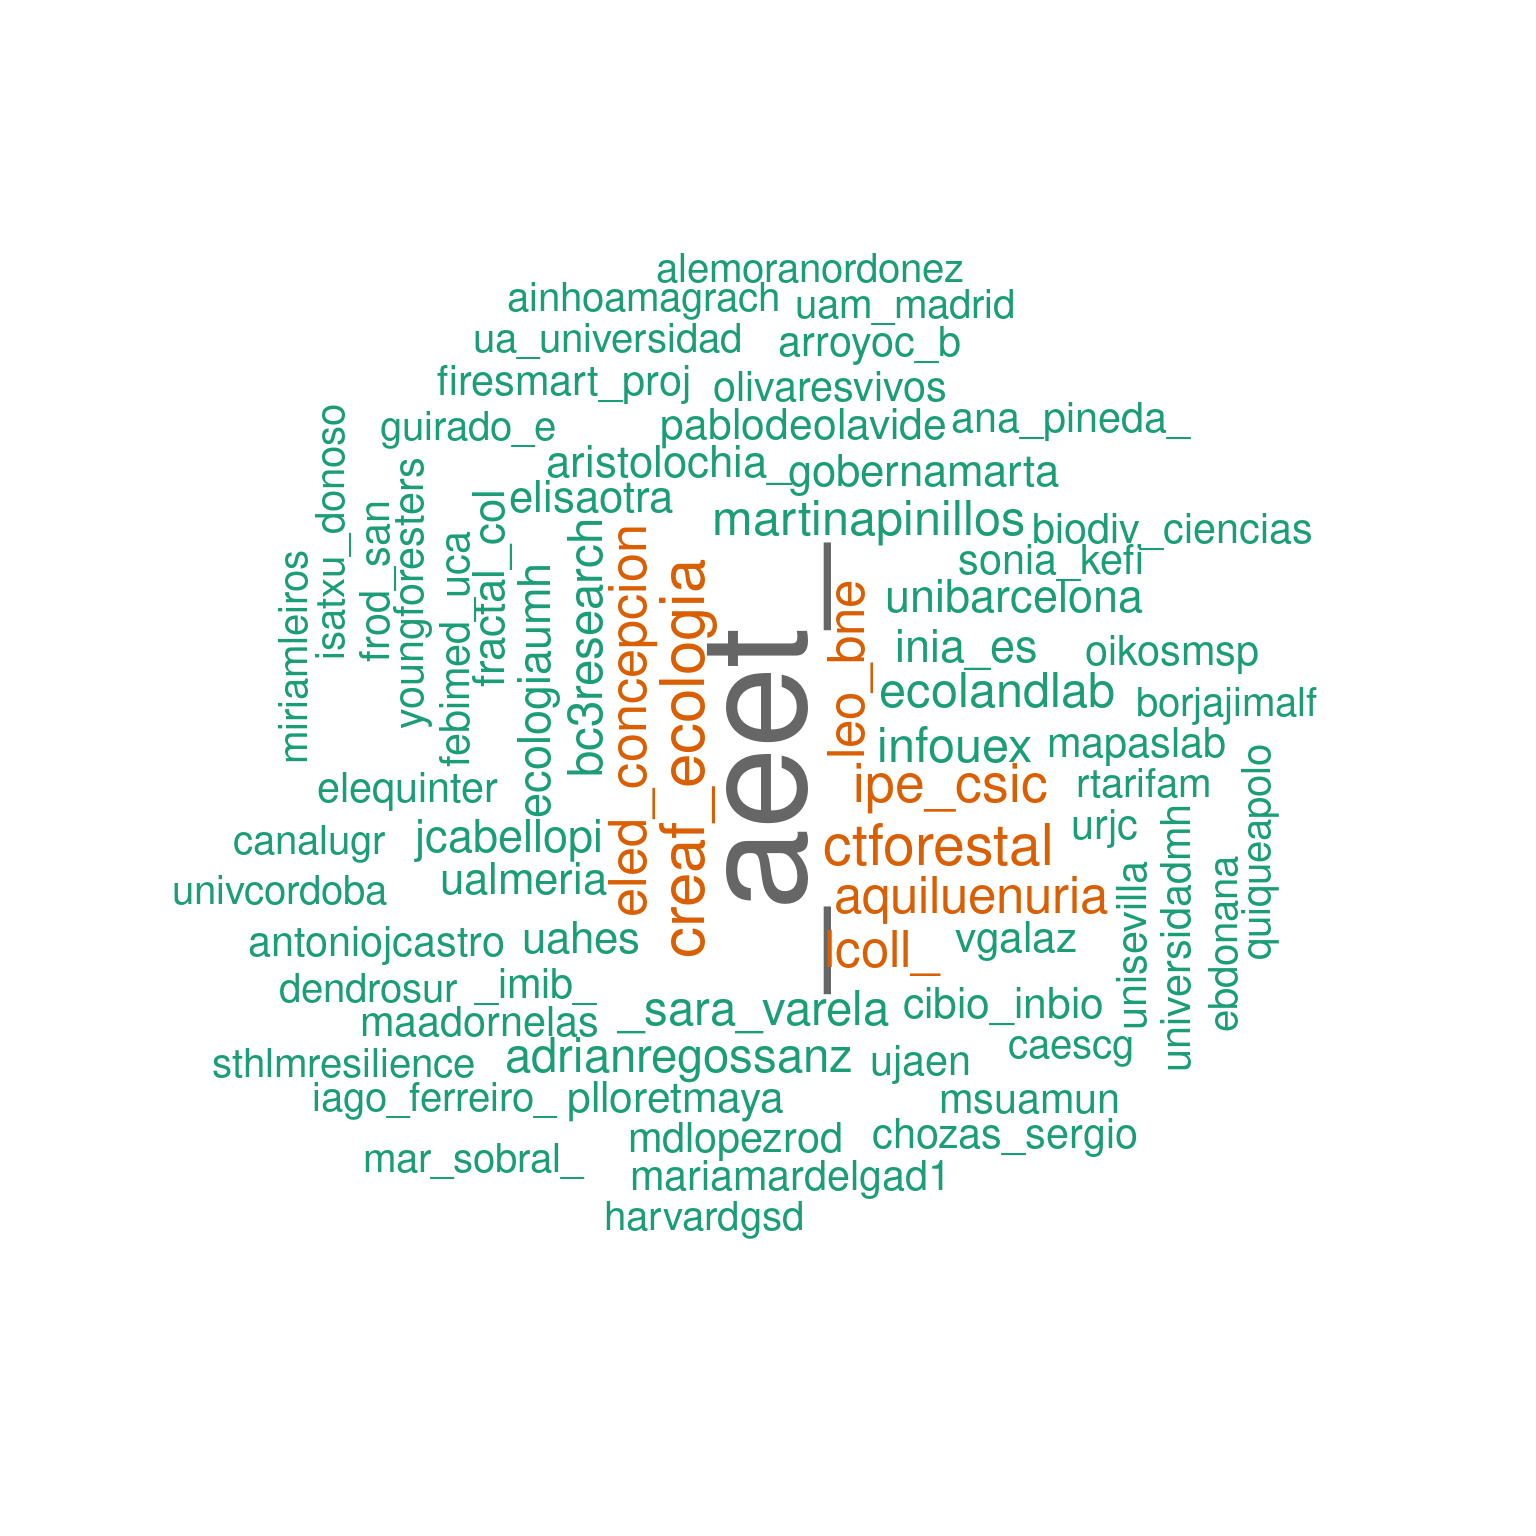 alemoranordonez
ainhoamagrach uam_madrid
ua_universidad arroyoc_b
firesmart_proj olivaresvivos
guirado_e pablodeolavide ana_pineda_
aristolochia_ gobernamarta
elisaotra martinapinillos biodiv_ciencias
sonia_kefi
unibarcelona
inia_es oikosmsp
ecolandlab borjajimalf
infouex mapaslab
miriamleiros
isatxu_donoso
frod_san
youngforesters
febimed_uca
fractal_col
ecologiaumh
bc3research
eled_concepcion
creaf_ecologia
_aeet_
leo_bne
elequinter ipe_csic rtarifam
canalugr jcabellopi ctforestal urjc
univcordoba ualmeria aquiluenuria
antoniojcastro uahes lcoll_ vgalaz
unisevilla
universidadmh
ebdonana
quiqueapolo
dendrosur _imib_
maadornelas _sara_varela cibio_inbio
sthlmresilience adrianregossanz ujaen caescg
iago_ferreiro_ plloretmaya msuamun
mar_sobral_ mdlopezrod chozas_sergio
mariamardelgad1
harvardgsd